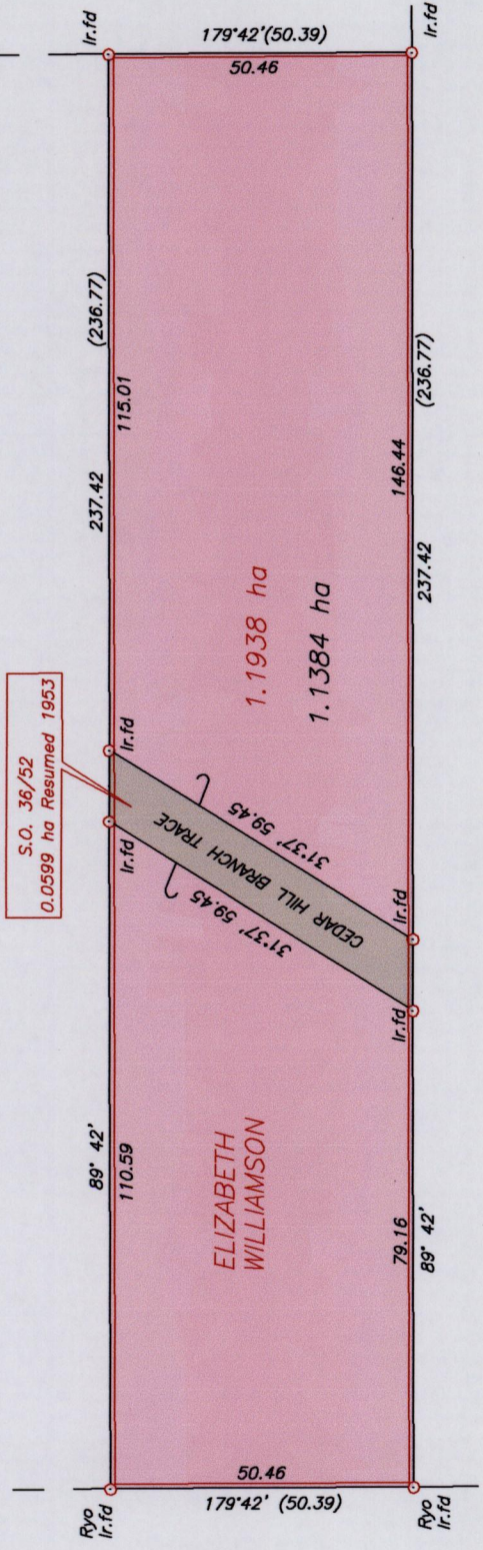 Ir.fd
179°42'(50.39)
Ir.fd
50.46
(236.77)
115.01
237.42
(236.77)
146.44
237.42
1.1938 ha
1.1384 ha
S.O. 36/52
0.0599 ha Resumed 1953
Ir.fd
Ir.fd
31°37' 59.45
CEDAR HILL BRANCH TRACE
31°37' 59.45
Ir.fd
Ir.fd
89° 42'
110.59
ELIZABETH
WILLIAMSON
79.16
89° 42'
50.46
179°42' (50.39)
Ryo
Ir.fd
Ryo
Ir.fd